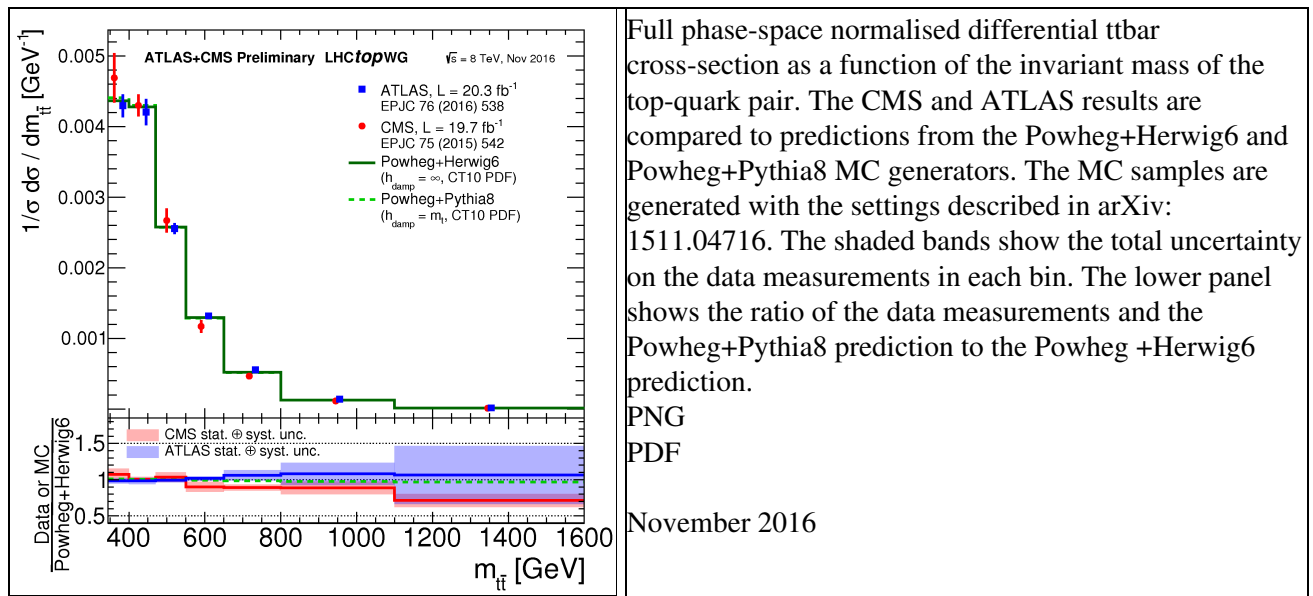 ATLAS+CMS Preliminary LHCtopWG
√s = 8 TeV, Nov 2016
ATLAS, L = 20.3 fb⁻¹
EPJC 76 (2016) 538
CMS, L = 19.7 fb⁻¹
EPJC 75 (2015) 542
Powheg+Herwig6
(h_damp = ∞, CT10 PDF)
Powheg+Pythia8
(h_damp = m_t, CT10 PDF)
1/σ dσ / dm_tt̄ [GeV⁻¹]
0.005
0.004
0.003
0.002
0.001
CMS stat. ⊕ syst. unc.
ATLAS stat. ⊕ syst. unc.
Data or MC
Powheg+Herwig6
1.5
1
0.5
400 600 800 1000 1200 1400 1600
m_tt̄ [GeV]
Full phase-space normalised differential ttbar
cross-section as a function of the invariant mass of the
top-quark pair. The CMS and ATLAS results are
compared to predictions from the Powheg+Herwig6 and
Powheg+Pythia8 MC generators. The MC samples are
generated with the settings described in arXiv:
1511.04716. The shaded bands show the total uncertainty
on the data measurements in each bin. The lower panel
shows the ratio of the data measurements and the
Powheg+Pythia8 prediction to the Powheg +Herwig6
prediction.
PNG
PDF
November 2016